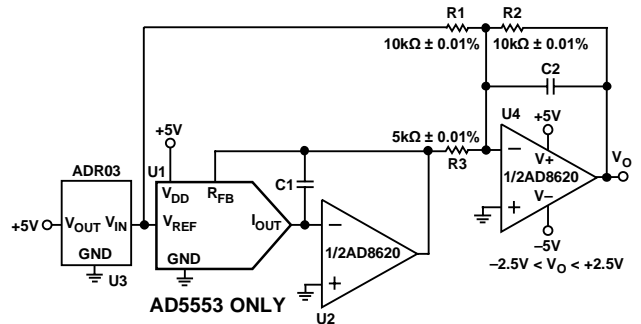 R1
R2
10kΩ ± 0.01%
10kΩ ± 0.01%
C2
U4
+5V
+5V
5kΩ ± 0.01%
VO
ADR03
U1
R3
V+
VDD
RFB
C1
1/2AD8620
+5V
VOUT
VIN
VREF
IOUT
V–
1/2AD8620
GND
GND
–5V
U3
–2.5V < VO < +2.5V
AD5553 ONLY
U2